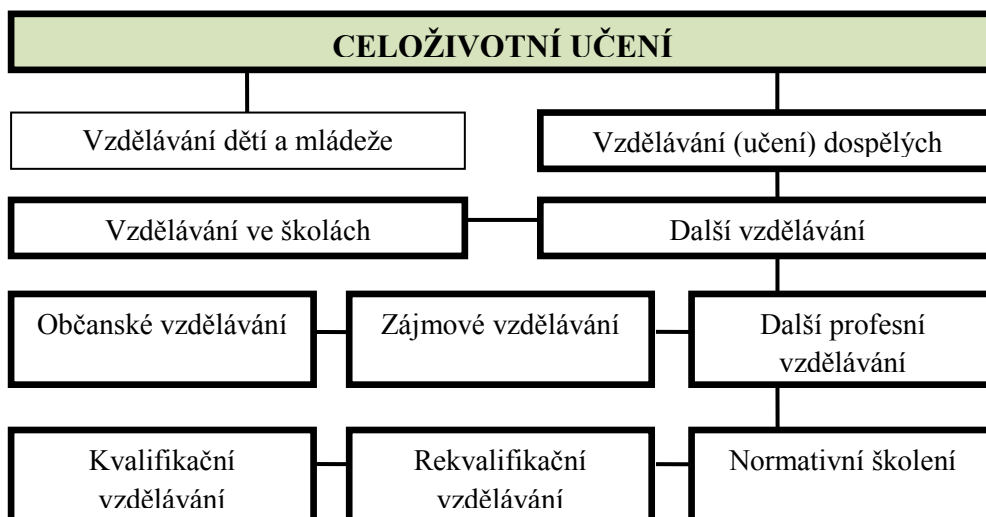 CELOŽIVOTNÍ UČENÍ
Vzdělávání dětí a mládeže
Vzdělávání (učení) dospělých
Vzdělávání ve školách
Další vzdělávání
Občanské vzdělávání
Zájmové vzdělávání
Další profesní
vzdělávání
Kvalifikační
vzdělávání
Rekvalifikační
vzdělávání
Normativní školení